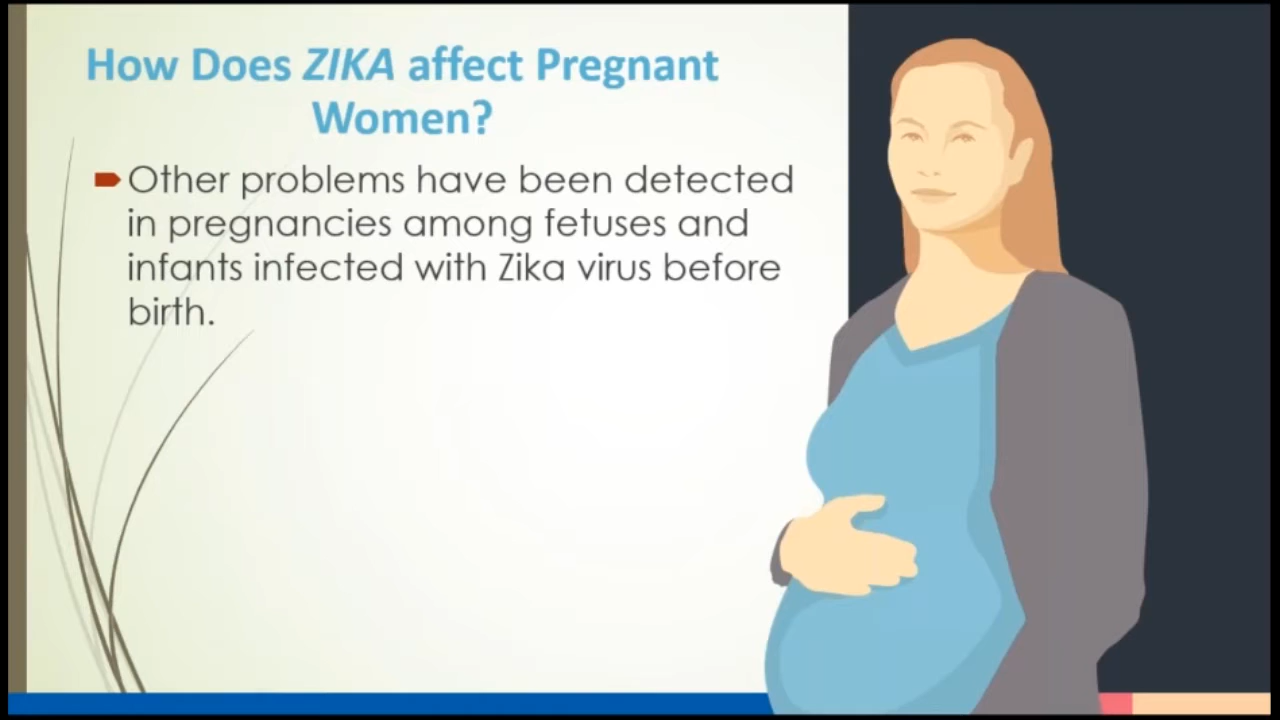 How Does ZIKA affect Pregnant
Women?
Other problems have been detected
in pregnancies among fetuses and
infants infected with Zika virus before
birth.